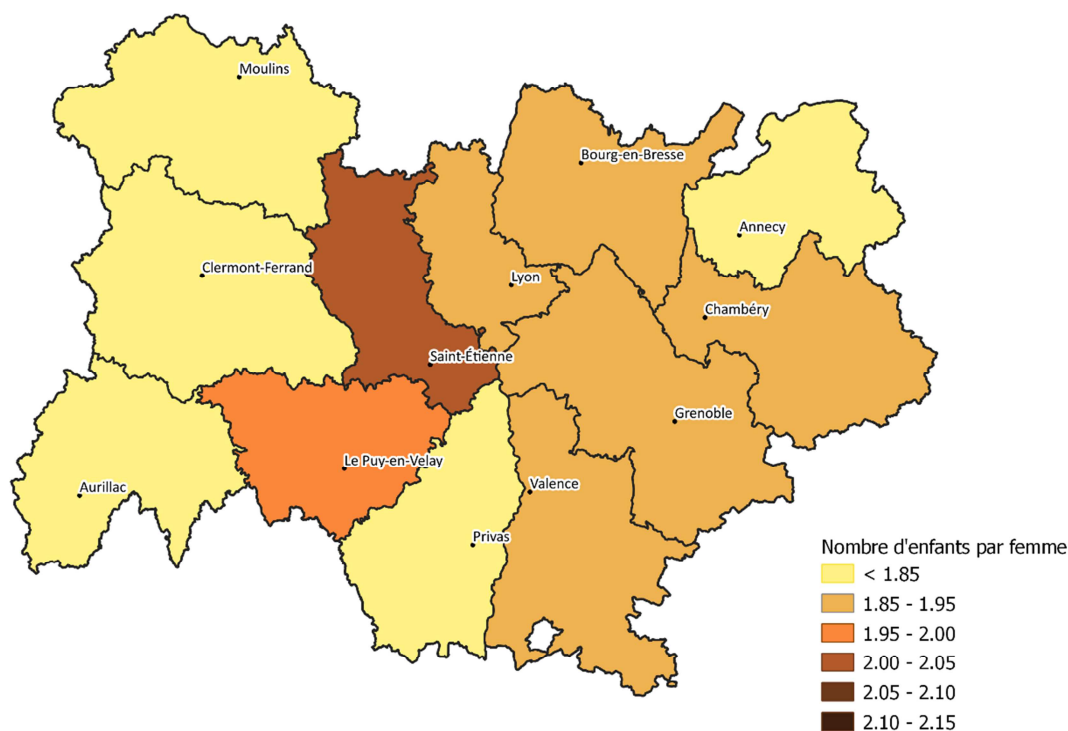 Moulins
Bourg-en-Bresse
Annecy
Clermont-Ferrand
Lyon
Chambéry
Saint-Étienne
Grenoble
Le Puy-en-Velay
Aurillac
Valence
Privas
Nombre d'enfants par femme
< 1.85
1.85 - 1.95
1.95 - 2.00
2.00 - 2.05
2.05 - 2.10
2.10 - 2.15